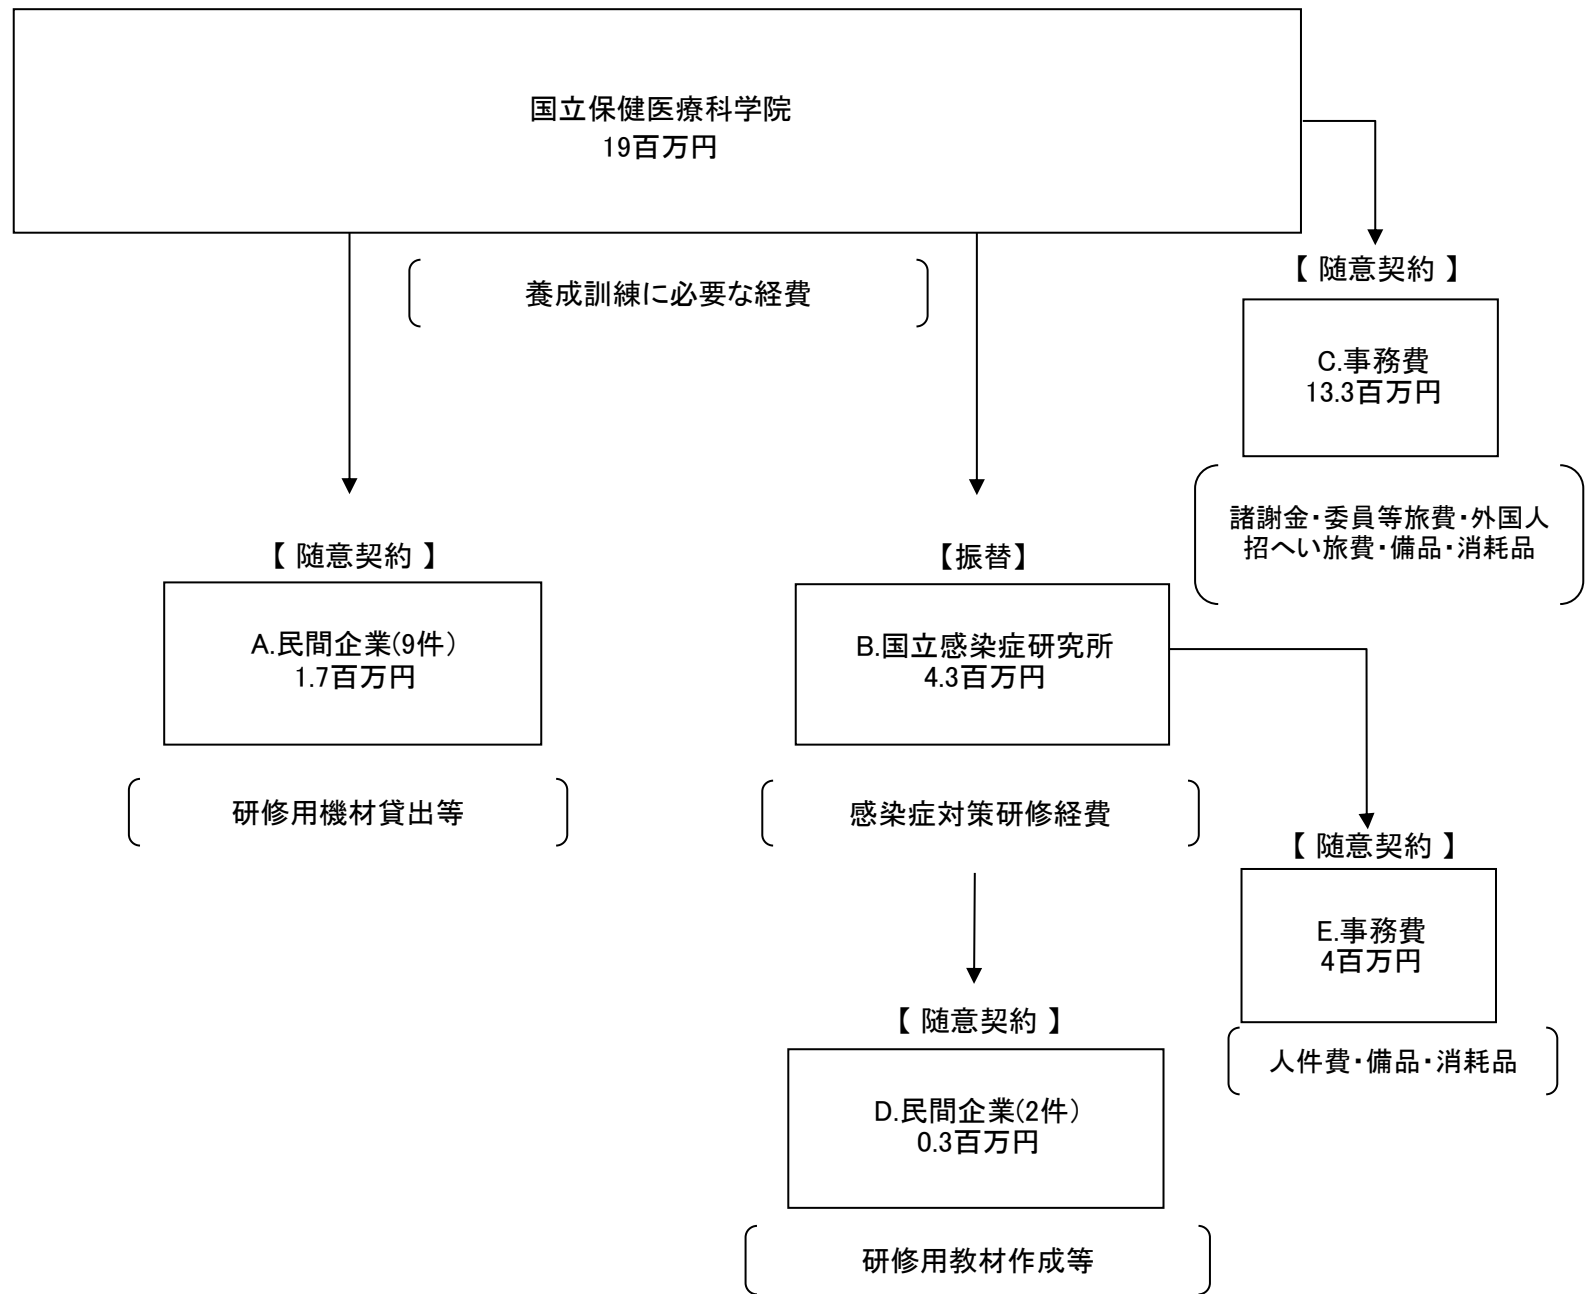 国立保健医療科学院
19百万円
養成訓練に必要な経費
【 随意契約 】
C.事務費
13.3百万円
諸謝金・委員等旅費・外国人
招へい旅費・備品・消耗品
【 随意契約 】
A.民間企業(9件)
1.7百万円
研修用機材貸出等
【振替】
B.国立感染症研究所
4.3百万円
感染症対策研修経費
【 随意契約 】
E.事務費
4百万円
人件費・備品・消耗品
【 随意契約 】
D.民間企業(2件)
0.3百万円
研修用教材作成等